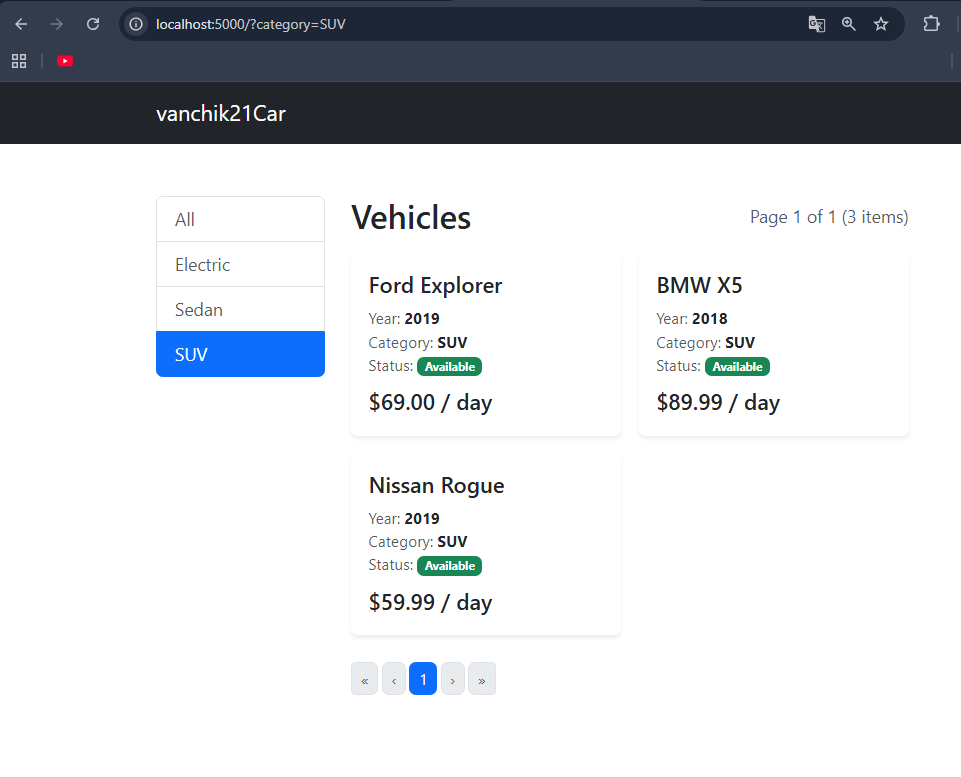 localhost:5000/?category=SUV
vanchik21Car
All
Electric
Sedan
SUV
Vehicles
Page 1 of 1 (3 items)
Ford Explorer
Year: 2019
Category: SUV
Status: Available
$69.00 / day
BMW X5
Year: 2018
Category: SUV
Status: Available
$89.99 / day
Nissan Rogue
Year: 2019
Category: SUV
Status: Available
$59.99 / day
« ‹ 1 › »